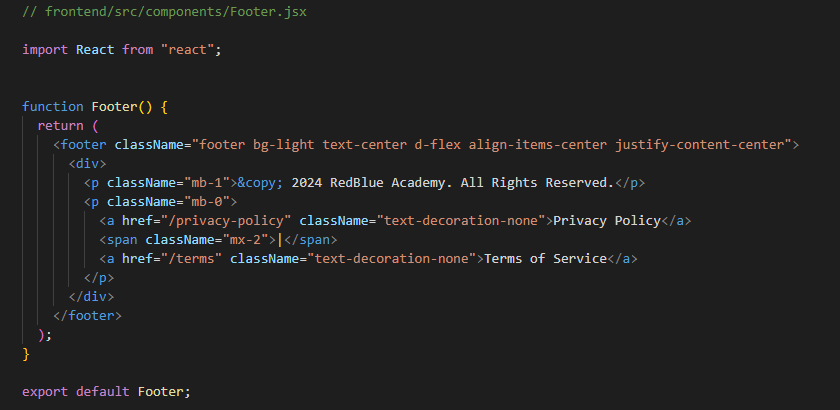 // frontend/src/components/Footer.jsx
import React from "react";
function Footer() {
return (
<footer className="footer bg-light text-center d-flex align-items-center justify-content-center">
<div>
<p className="mb-1">&copy; 2024 RedBlue Academy. All Rights Reserved.</p>
<p className="mb-0">
<a href="/privacy-policy" className="text-decoration-none">Privacy Policy</a>
<span className="mx-2">|</span>
<a href="/terms" className="text-decoration-none">Terms of Service</a>
</p>
</div>
</footer>
);
}
export default Footer;